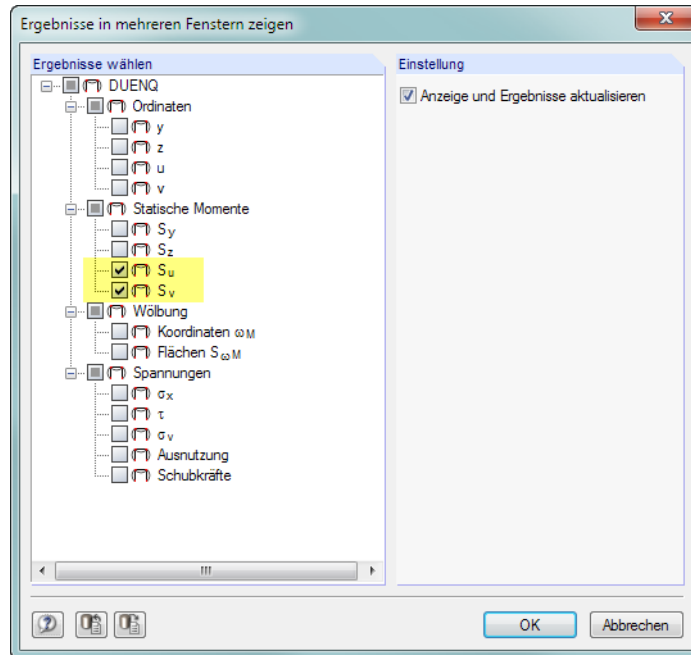 Ergebnisse in mehreren Fenstern zeigen
Ergebnisse wählen
DUENQ
Ordinaten
y
z
u
v
Statische Momente
Sy
Sz
Su
Sv
Wölbung
Koordinaten ωM
Flächen SωM
Spannungen
σx
τ
σv
Ausnutzung
Schubkräfte
Einstellung
Anzeige und Ergebnisse aktualisieren
OK
Abbrechen